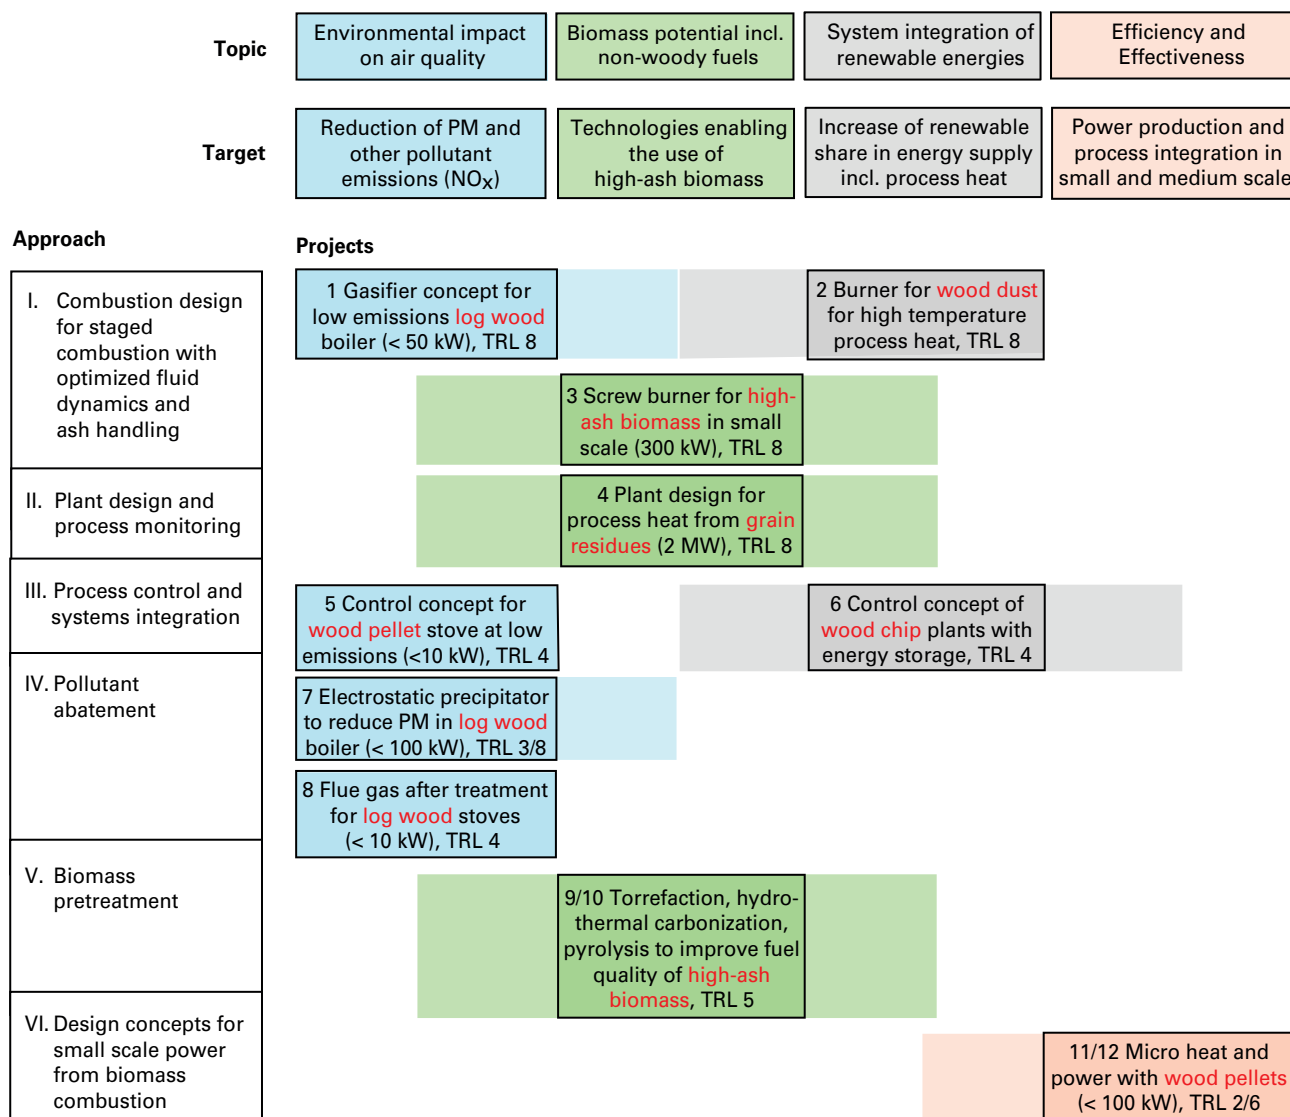 Topic
Environmental impact
on air quality
Biomass potential incl.
non-woody fuels
System integration of
renewable energies
Efficiency and
Effectiveness
Target
Reduction of PM and
other pollutant
emissions (NOX)
Technologies enabling
the use of
high-ash biomass
Increase of renewable
share in energy supply
incl. process heat
Power production and
process integration in
small and medium scale
Approach
Projects
I. Combustion design
for staged
combustion with
optimized fluid
dynamics and
ash handling
1 Gasifier concept for
low emissions log wood
boiler (< 50 kW), TRL 8
2 Burner for wood dust
for high temperature
process heat, TRL 8
3 Screw burner for high-
ash biomass in small
scale (300 kW), TRL 8
II. Plant design and
process monitoring
4 Plant design for
process heat from grain
residues (2 MW), TRL 8
III. Process control and
systems integration
5 Control concept for
wood pellet stove at low
emissions (<10 kW), TRL 4
6 Control concept of
wood chip plants with
energy storage, TRL 4
IV. Pollutant
abatement
7 Electrostatic precipitator
to reduce PM in log wood
boiler (< 100 kW), TRL 3/8
8 Flue gas after treatment
for log wood stoves
(< 10 kW), TRL 4
V. Biomass
pretreatment
9/10 Torrefaction, hydro-
thermal carbonization,
pyrolysis to improve fuel
quality of high-ash
biomass, TRL 5
VI. Design concepts for
small scale power
from biomass
combustion
11/12 Micro heat and
power with wood pellets
(< 100 kW), TRL 2/6